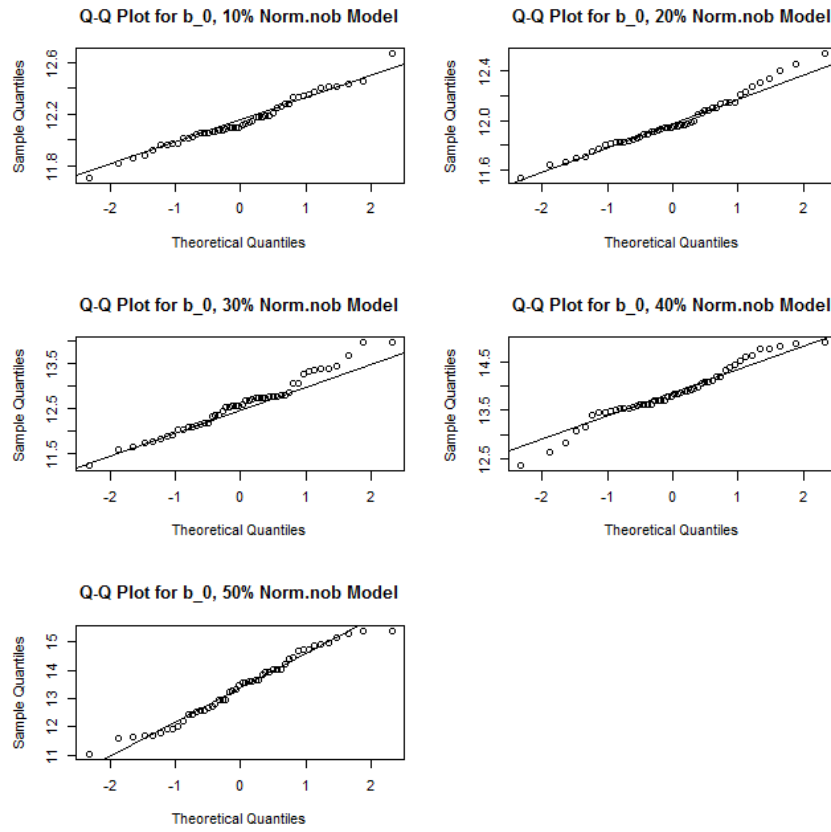 Q-Q Plot for b_0, 10% Norm.nob Model
Sample Quantiles
11.8 12.2 12.6
-2 -1 0 1 2
Theoretical Quantiles
Q-Q Plot for b_0, 20% Norm.nob Model
Sample Quantiles
11.6 12.0 12.4
-2 -1 0 1 2
Theoretical Quantiles
Q-Q Plot for b_0, 30% Norm.nob Model
Sample Quantiles
11.5 12.5 13.5
-2 -1 0 1 2
Theoretical Quantiles
Q-Q Plot for b_0, 40% Norm.nob Model
Sample Quantiles
12.5 13.5 14.5
-2 -1 0 1 2
Theoretical Quantiles
Q-Q Plot for b_0, 50% Norm.nob Model
Sample Quantiles
11 12 13 14 15
-2 -1 0 1 2
Theoretical Quantiles